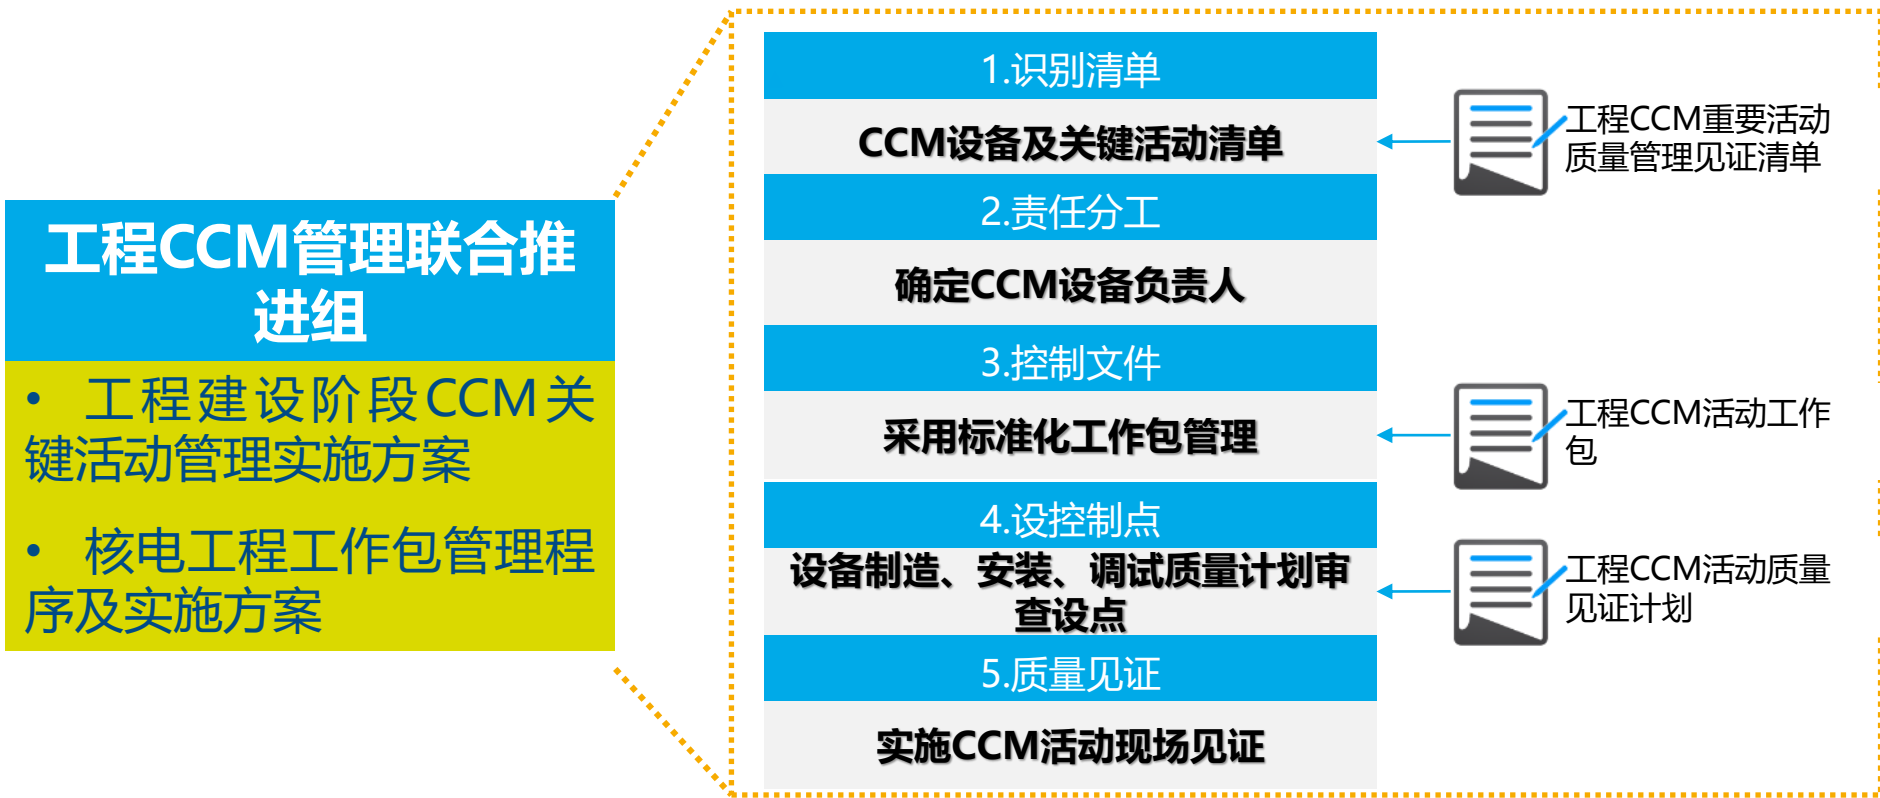 工程CCM管理联合推
进组
• 工程建设阶段CCM关
键活动管理实施方案
• 核电工程工作包管理程
序及实施方案
1.识别清单
CCM设备及关键活动清单
2.责任分工
确定CCM设备负责人
3.控制文件
采用标准化工作包管理
4.设控制点
设备制造、安装、调试质量计划审
查设点
5.质量见证
实施CCM活动现场见证
工程CCM重要活动
质量管理见证清单
工程CCM活动工作
包
工程CCM活动质量
见证计划